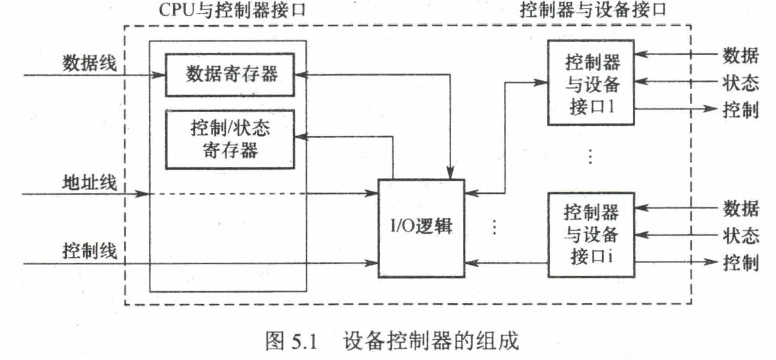 CPU与控制器接口
控制器与设备接口
数据线
数据寄存器
控制/状态
寄存器
地址线
控制线
I/O逻辑
控制器
与设备
接口1
数据
状态
控制
⋮
⋮
控制器
与设备
接口i
数据
状态
控制
图 5.1 设备控制器的组成